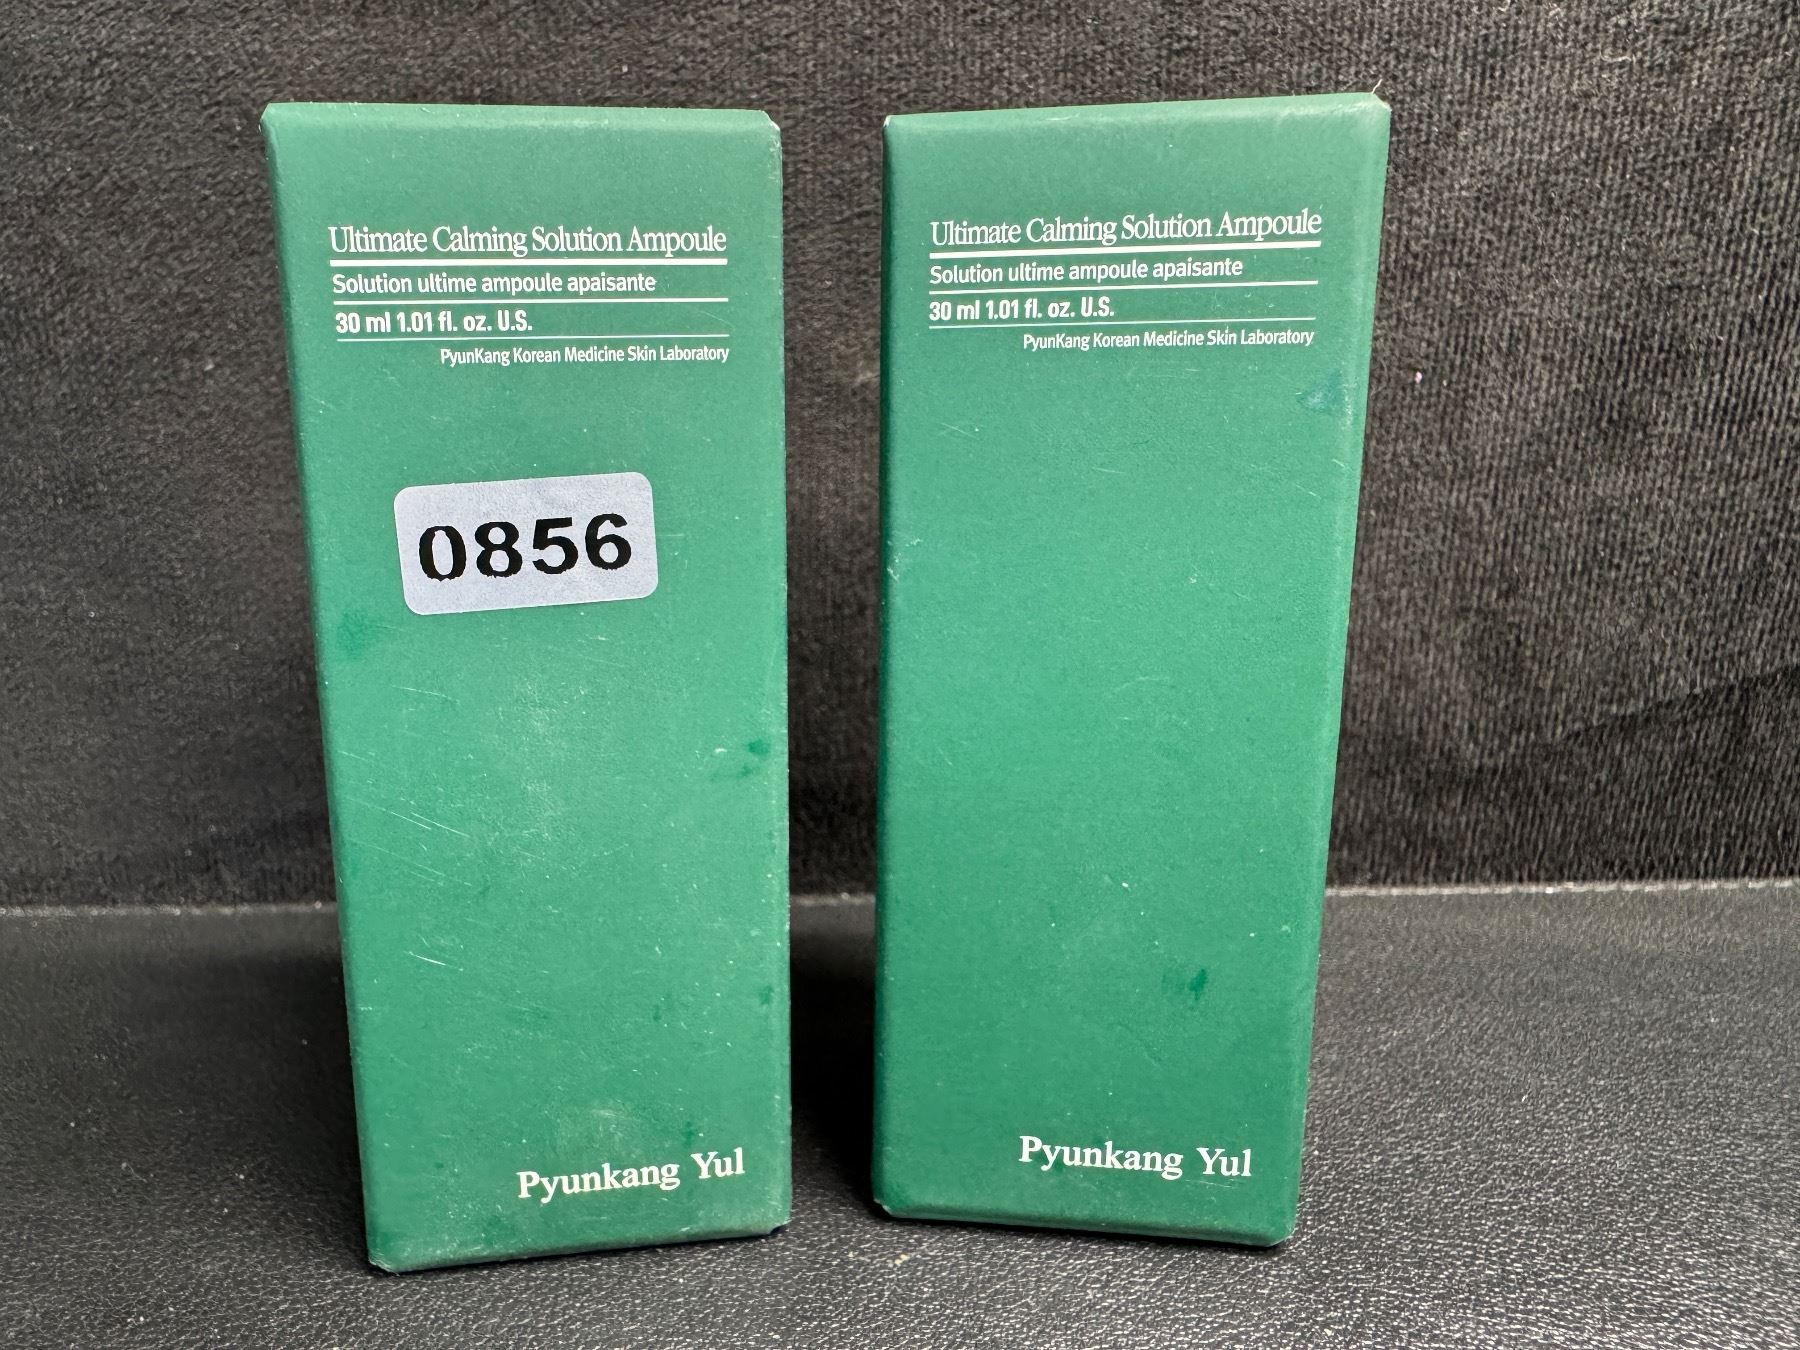 Ultimate Calming Solution Ampoule
Solution ultime ampoule apaisante
30 ml 1.01 fl. oz. U.S.
PyunKang Korean Medicine Skin Laboratory
0856
Pyunkang Yul
Ultimate Calming Solution Ampoule
Solution ultime ampoule apaisante
30 ml 1.01 fl. oz. U.S.
PyunKang Korean Medicine Skin Laboratory
Pyunkang Yul